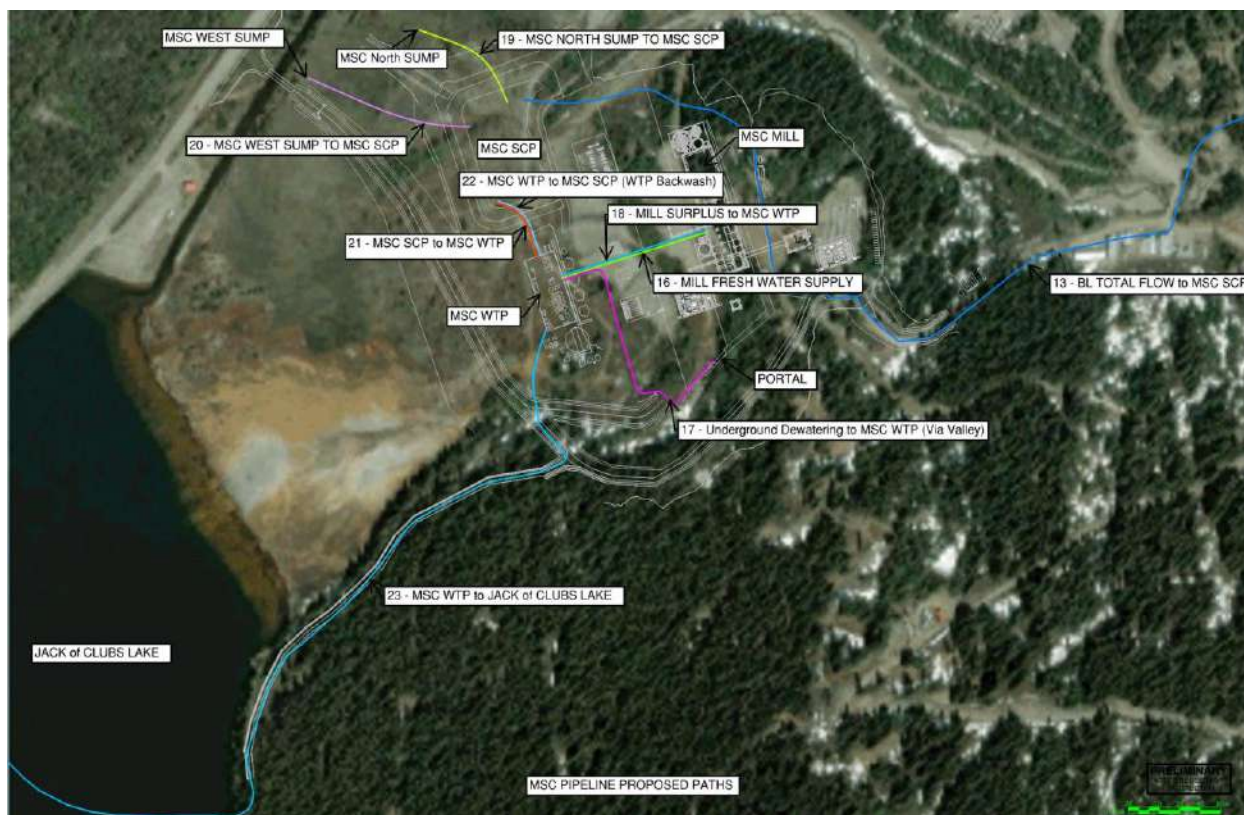 19 - MSC NORTH SUMP TO MSC SCP
MSC WEST SUMP
MSC North SUMP
MSC MILL
20 - MSC WEST SUMP TO MSC SCP
MSC SCP
22 - MSC WTP to MSC SCP (WTP Backwash)
18 - MILL SURPLUS to MSC WTP
21 - MSC SCP to MSC WTP
16 - MILL FRESH WATER SUPPLY
13 - BL TOTAL FLOW to MSC SCP
MSC WTP
PORTAL
17 - Underground Dewatering to MSC WTP (Via Valley)
23 - MSC WTP to JACK of CLUBS LAKE
JACK of CLUBS LAKE
MSC PIPELINE PROPOSED PATHS
PRELIMINARY